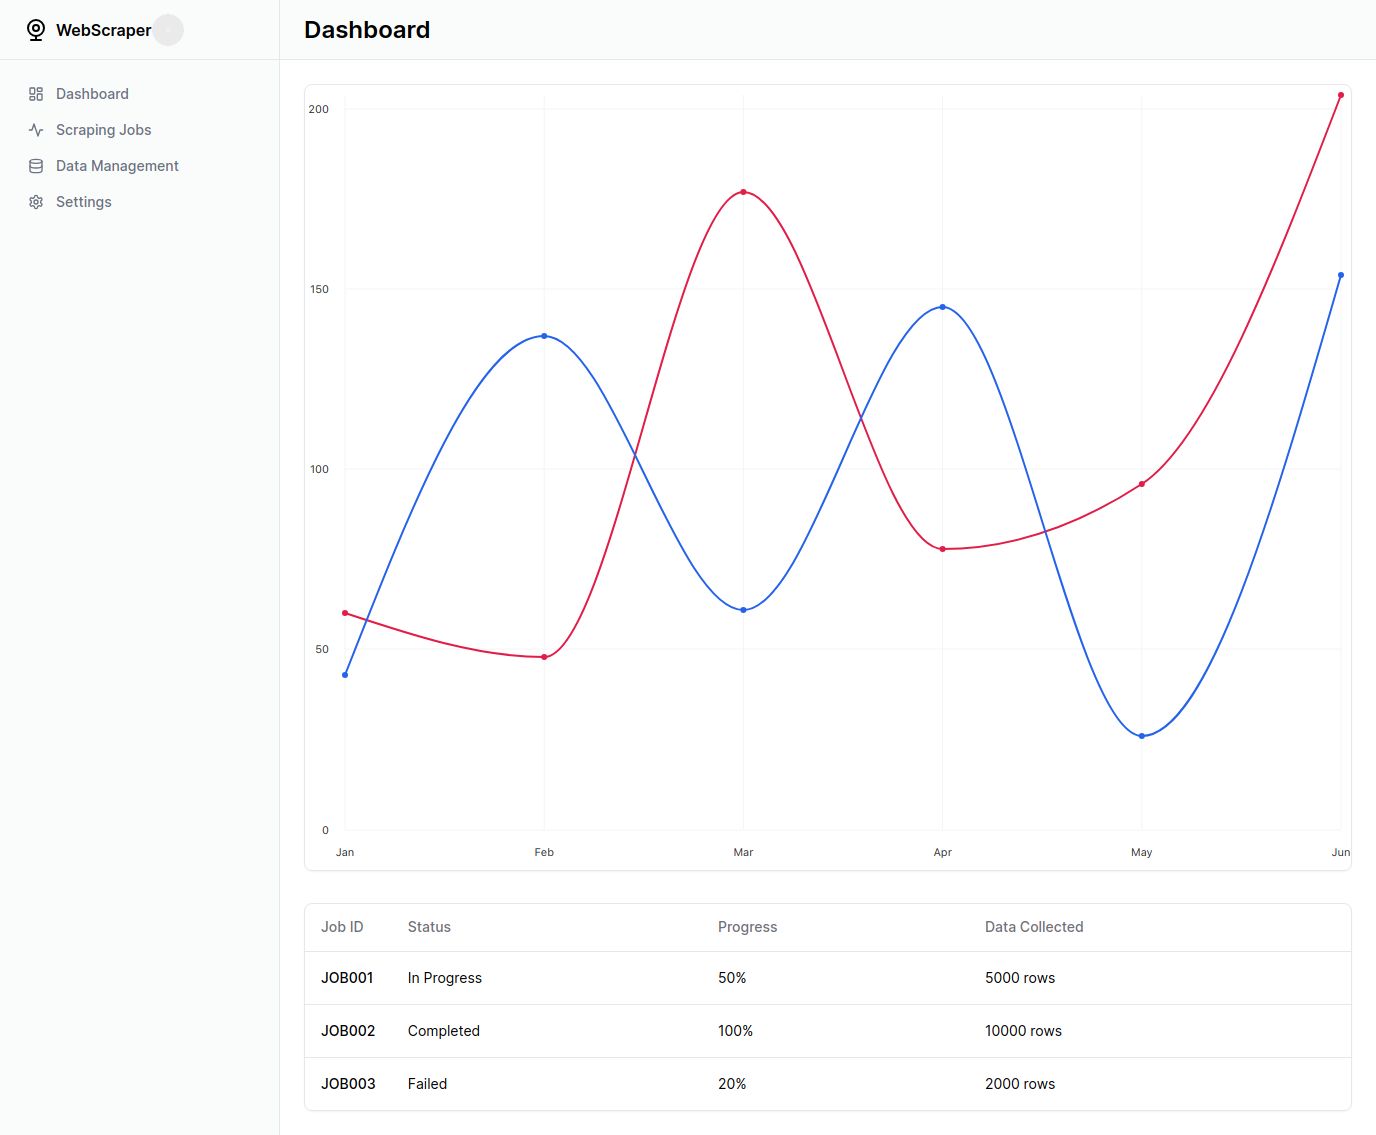 WebScraper
Dashboard
Dashboard
Scraping Jobs
Data Management
Settings
200
150
100
50
0
Jan Feb Mar Apr May Jun
Job ID Status Progress Data Collected
JOB001 In Progress 50% 5000 rows
JOB002 Completed 100% 10000 rows
JOB003 Failed 20% 2000 rows